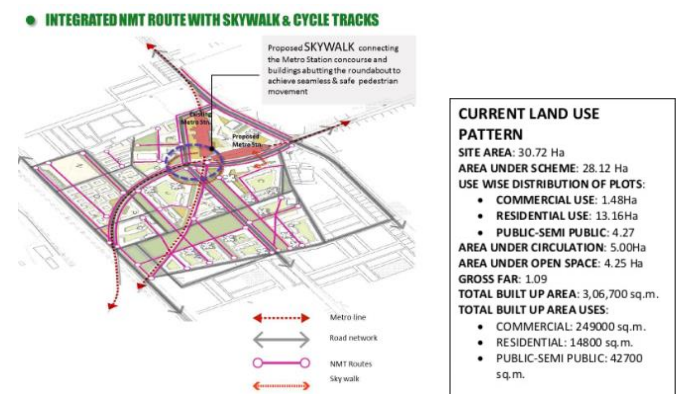 INTEGRATED NMT ROUTE WITH SKYWALK & CYCLE TRACKS
Proposed SKYWALK connecting
the Metro Station concourse and
buildings abutting the roundabout to
achieve seamless & safe pedestrian
movement
Existing
Metro Stn.
Proposed
Metro Stn.
Metro line
Road network
NMT Routes
Sky walk
CURRENT LAND USE
PATTERN
SITE AREA: 30.72 Ha
AREA UNDER SCHEME: 28.12 Ha
USE WISE DISTRIBUTION OF PLOTS:
• COMMERCIAL USE: 1.48Ha
• RESIDENTIAL USE: 13.16Ha
• PUBLIC-SEMI PUBLIC: 4.27
AREA UNDER CIRCULATION: 5.00Ha
AREA UNDER OPEN SPACE: 4.25 Ha
GROSS FAR: 1.09
TOTAL BUILT UP AREA: 3,06,700 sq.m.
TOTAL BUILT UP AREA USES:
• COMMERCIAL: 249000 sq.m.
• RESIDENTIAL: 14800 sq.m.
• PUBLIC-SEMI PUBLIC: 42700
sq.m.